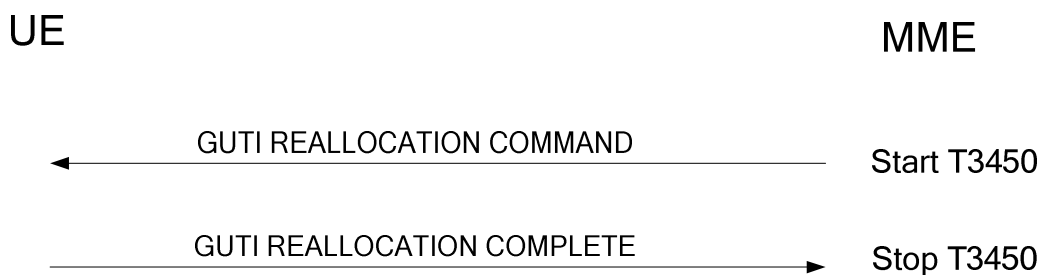 UE
MME
GUTI REALLOCATION COMMAND
Start T3450
GUTI REALLOCATION COMPLETE
Stop T3450